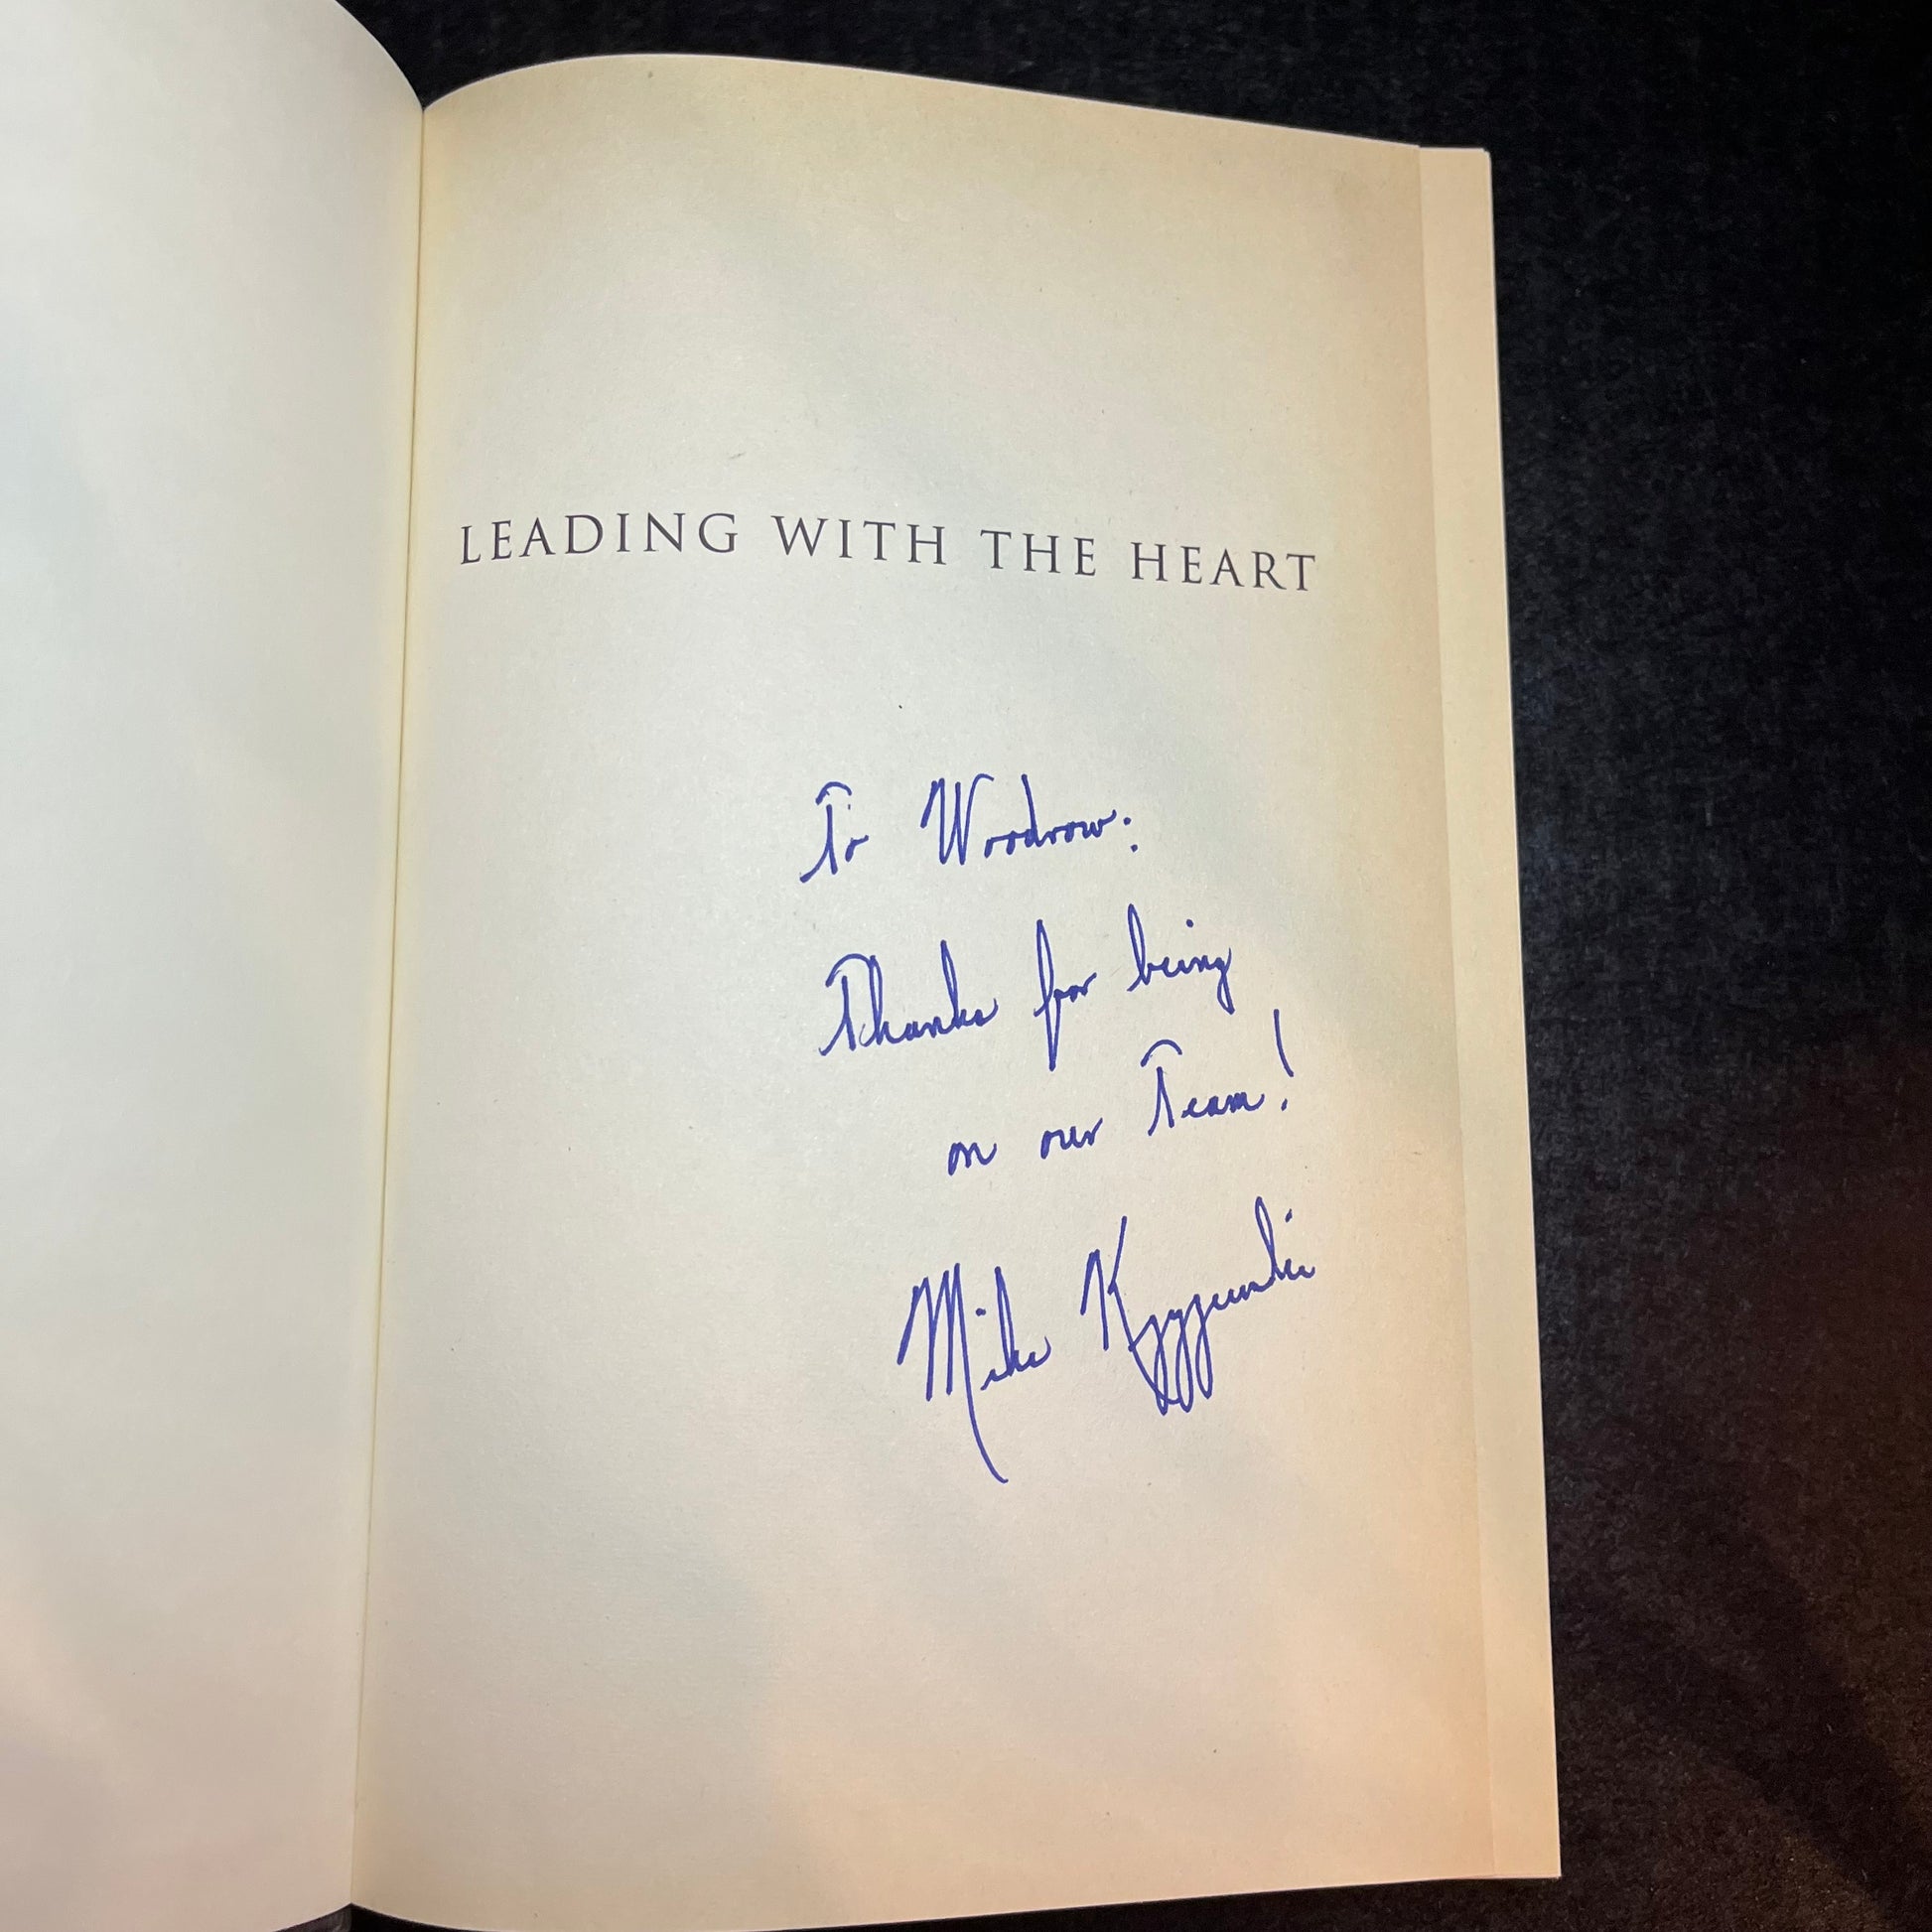 LEADING WITH THE HEART
To Woodrow:
Thanks for being
on our Team!
Mike Krzyzewski